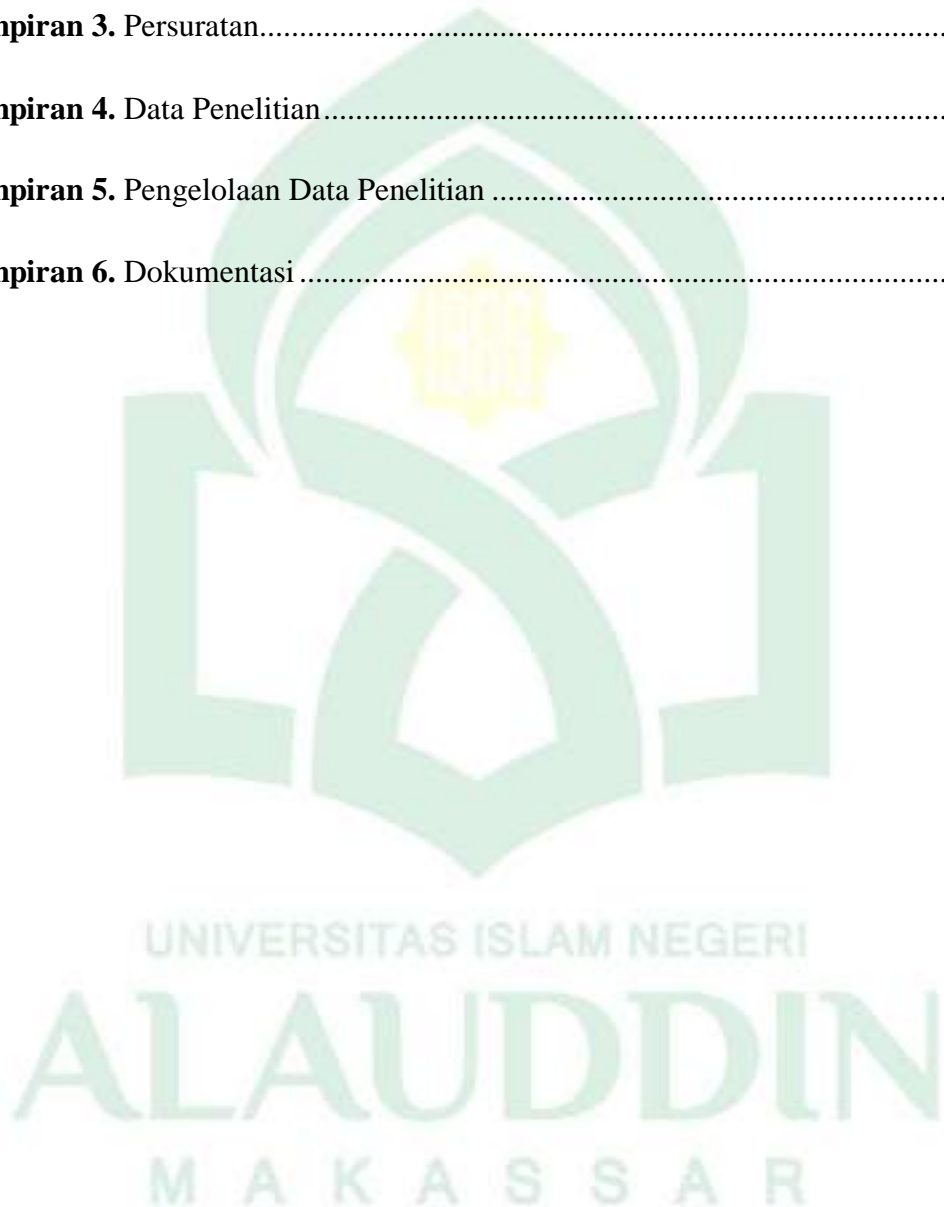 mpiran 3. Persuratan....................................................................................
mpiran 4. Data Penelitian.............................................................................
mpiran 5. Pengelolaan Data Penelitian ........................................................
mpiran 6. Dokumentasi................................................................................
UNIVERSITAS ISLAM NEGERI
ALAUDDIN
MAKASSAR